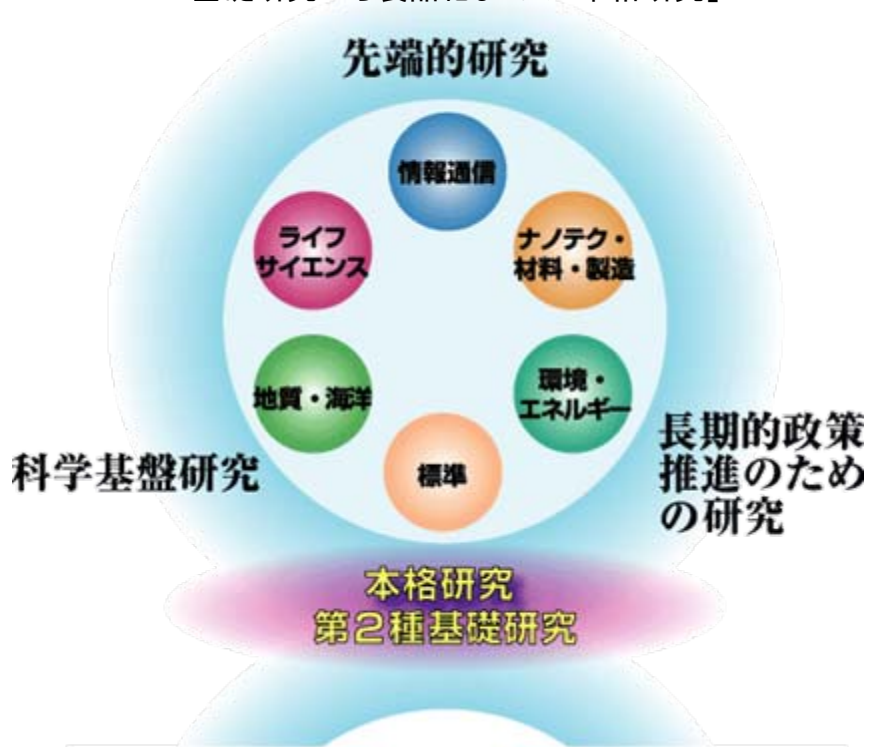 先端的研究
情報通信
ライフ
サイエンス
ナノテク・
材料・製造
地質・海洋
環境・
エネルギー
標準
科学基盤研究
長期的政策
推進のため
の研究
本格研究
第2種基礎研究